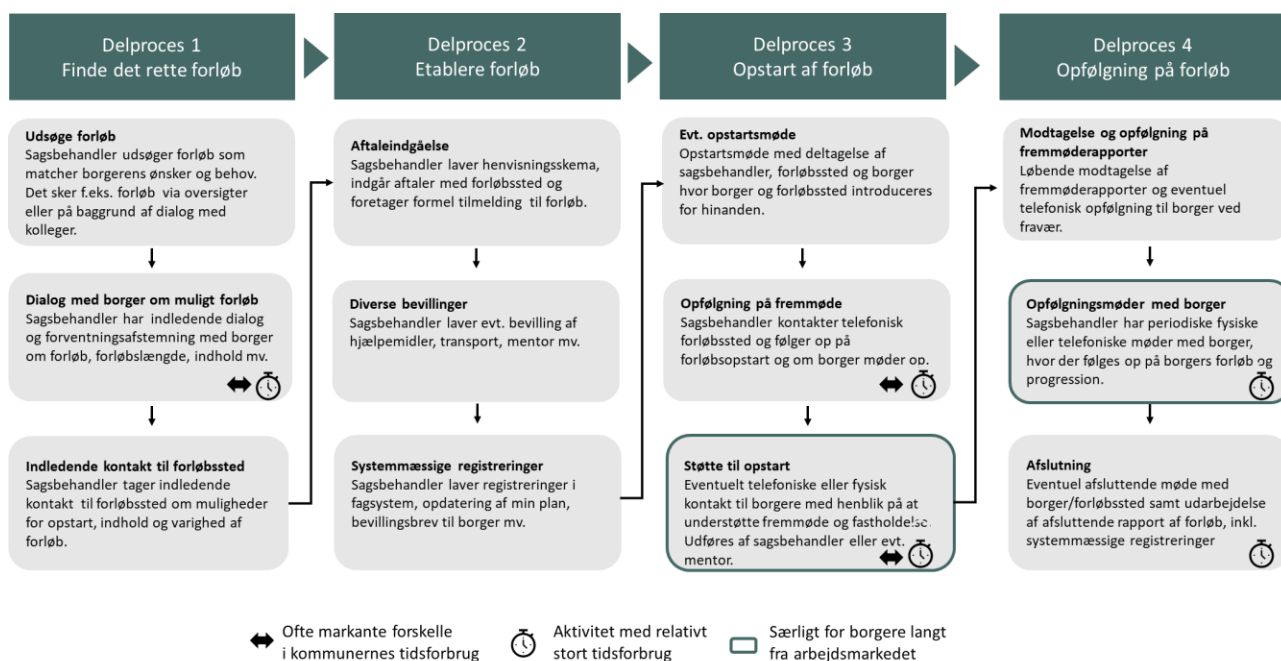 Delproces 1
Finde det rette forløb
Delproces 2
Etablere forløb
Delproces 3
Opstart af forløb
Delproces 4
Opfølgning på forløb
Udsøge forløb
Sagsbehandler udsøger forløb som
matcher borgerens ønsker og behov.
Det sker f.eks. forløb via oversigter
eller på baggrund af dialog med
kolleger.
Dialog med borger om muligt forløb
Sagsbehandler har indledende dialog
og forventningsafstemning med borger
om forløb, forløbslængde, indhold mv.
Indledende kontakt til forløbssted
Sagsbehandler tager indledende
kontakt til forløbssted om muligheder
for opstart, indhold og varighed af
forløb.
Aftaleindgåelse
Sagsbehandler laver henvisningsskema,
indgår aftaler med forløbssted og
foretager formel tilmelding til forløb.
Diverse bevillinger
Sagsbehandler laver evt. bevilling af
hjælpemidler, transport, mentor mv.
Systemmæssige registreringer
Sagsbehandler laver registreringer i
fagsystem, opdatering af min plan,
bevillingsbrev til borger mv.
Evt. opstartsmøde
Opstartsmøde med deltagelse af
sagsbehandler, forløbssted og borger
hvor borger og forløbssted introduceres
for hinanden.
Opfølgning på fremmøde
Sagsbehandler kontakter telefonisk
forløbssted og følger op på
forløbsopstart og om borger møder op.
Støtte til opstart
Eventuelt telefoniske eller fysisk
kontakt til borgere med henblik på at
understøtte fremmøde og fastholdelse.
Udføres af sagsbehandler eller evt.
mentor.
Modtagelse og opfølgning på
fremmøderapporter
Løbende modtagelse af
fremmøderapporter og eventuel
telefonisk opfølgning til borger ved
fravær.
Opfølgningsmøder med borger
Sagsbehandler har periodiske fysiske
eller telefoniske møder med borger,
hvor der følges op på borgers forløb og
progression.
Afslutning
Eventuel afsluttende møde med
borger/forløbssted samt udarbejdelse
af afsluttende rapport af forløb, inkl.
systemmæssige registreringer
Ofte markante forskelle
i kommunernes tidsforbrug
Aktivitet med relativt
stort tidsforbrug
Særligt for borgere langt
fra arbejdsmarkedet